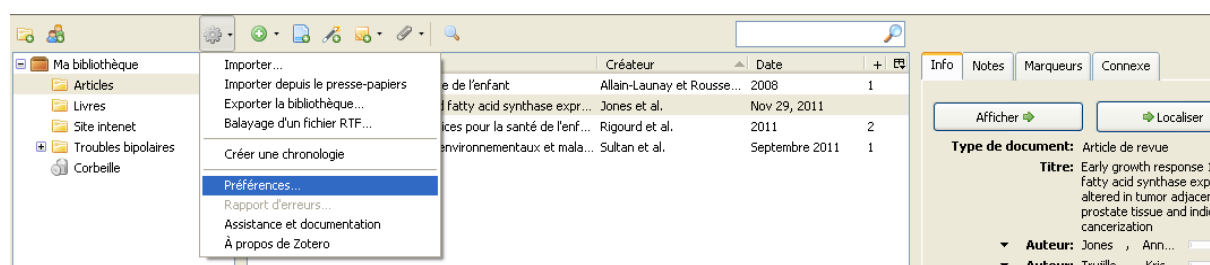 Ma bibliothèque
Articles
Livres
Site intenet
Troubles bipolaires
Corbeille
Importer...
Importer depuis le presse-papiers
Exporter la bibliothèque...
Balayage d'un fichier RTF...
Créer une chronologie
Préférences...
Rapport d'erreurs...
Assistance et documentation
À propos de Zotero
Créateur Date +
e de l'enfant Allain-Launay et Rousse... 2008 1
fatty acid synthase expr... Jones et al. Nov 29, 2011
ices pour la santé de l'enf... Rigourd et al. 2011 2
environnementaux et mala... Sultan et al. Septembre 2011 1
Info Notes Marqueurs Connexe
Afficher Localiser
Type de document: Article de revue
Titre: Early growth response 1
fatty acid synthase exp
altered in tumor adjacen
prostate tissue and indi
cancerization
Auteur: Jones , Ann...
Auteur: Trujillo Kris